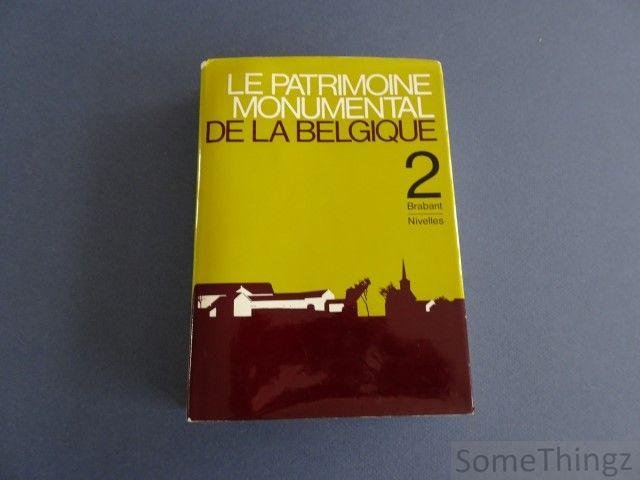 LE PATRIMOINE
MONUMENTAL
DE LA BELGIQUE
2
Brabant
Nivelles
SomeThingz